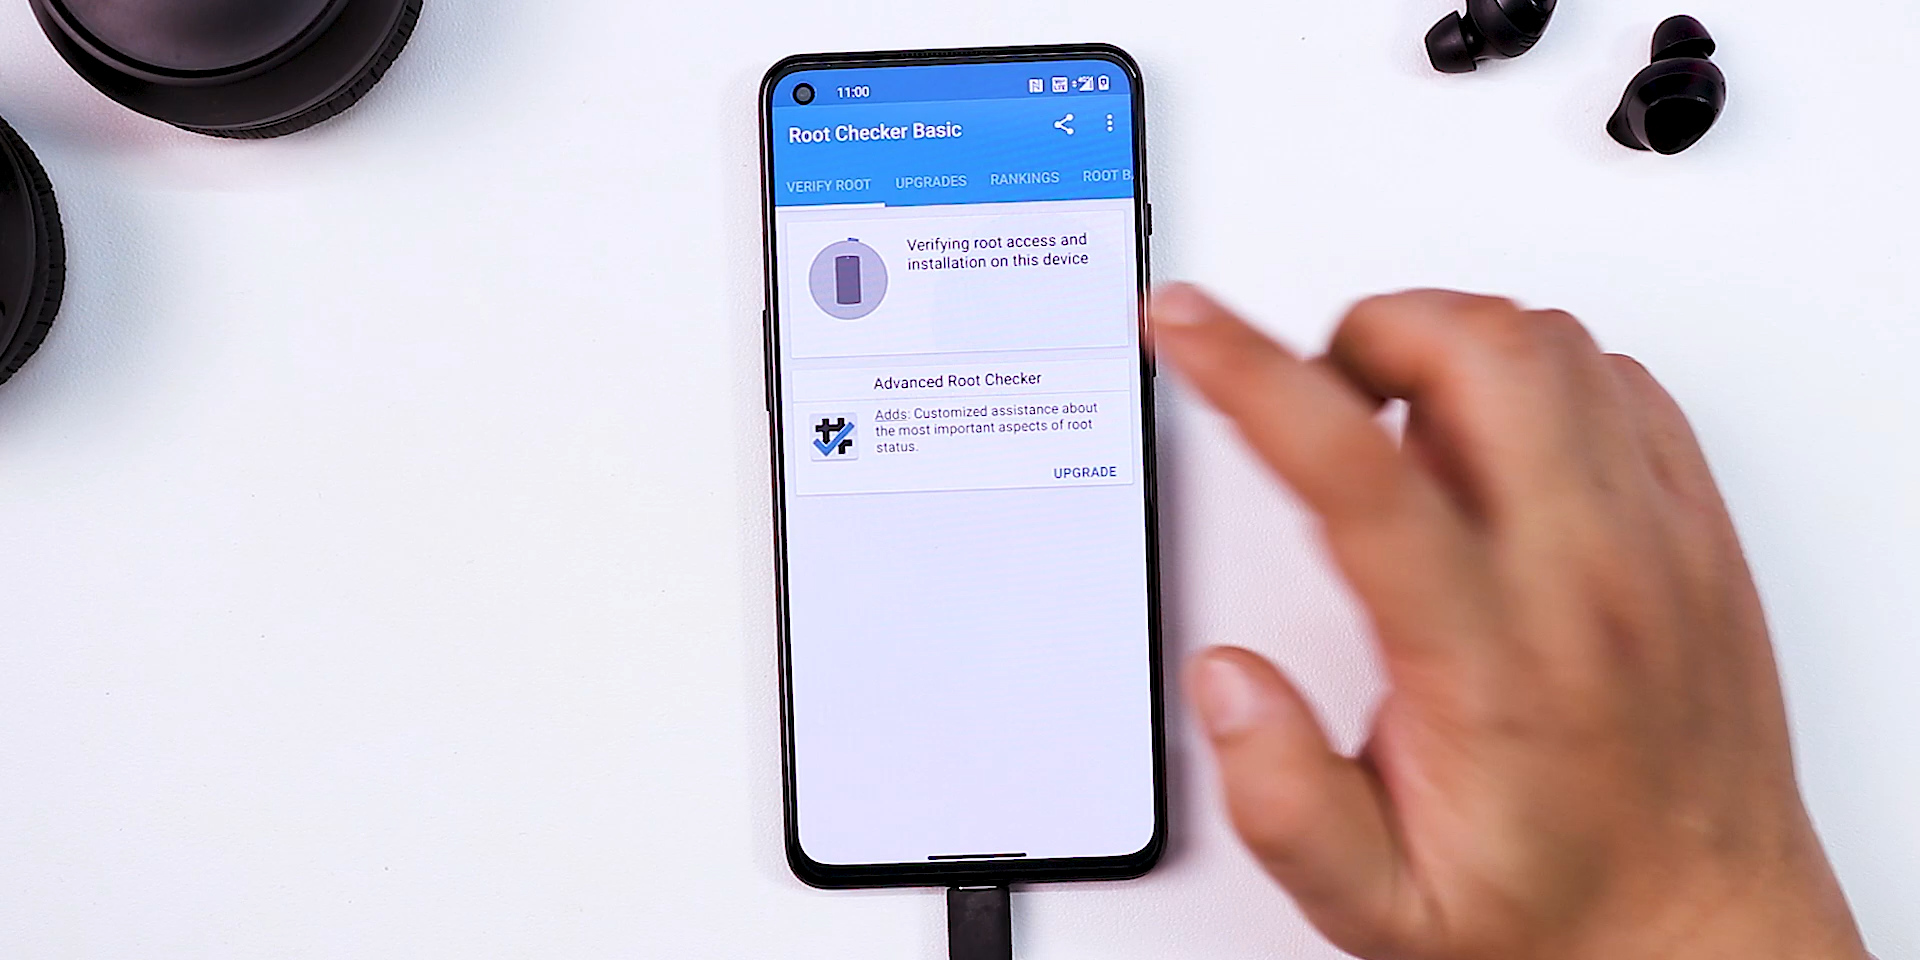 11:00
Root Checker Basic
VERIFY ROOT
UPGRADES
RANKINGS
ROOT B
Verifying root access and
installation on this device
Advanced Root Checker
Adds: Customized assistance about
the most important aspects of root
status.
UPGRADE